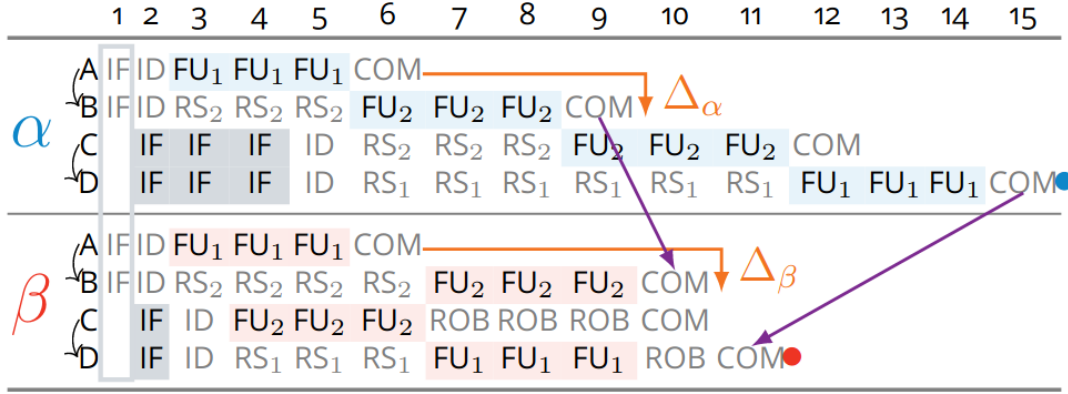 1 2 3 4 5 6 7 8 9 10 11 12 13 14 15
A IF ID FU₁ FU₁ FU₁ COM
B IF ID RS₂ RS₂ RS₂ FU₂ FU₂ FU₂ COM Δα
α
C IF IF IF ID RS₂ RS₂ RS₂ FU₂ FU₂ FU₂ COM
D IF IF IF ID RS₁ RS₁ RS₁ RS₁ RS₁ RS₁ FU₁ FU₁ FU₁ COM
A IF ID FU₁ FU₁ FU₁ COM
B IF ID RS₂ RS₂ RS₂ RS₂ FU₂ FU₂ FU₂ COM Δβ
β
C IF ID FU₂ FU₂ FU₂ ROB ROB ROB COM
D IF ID RS₁ RS₁ RS₁ FU₁ FU₁ FU₁ ROB COM